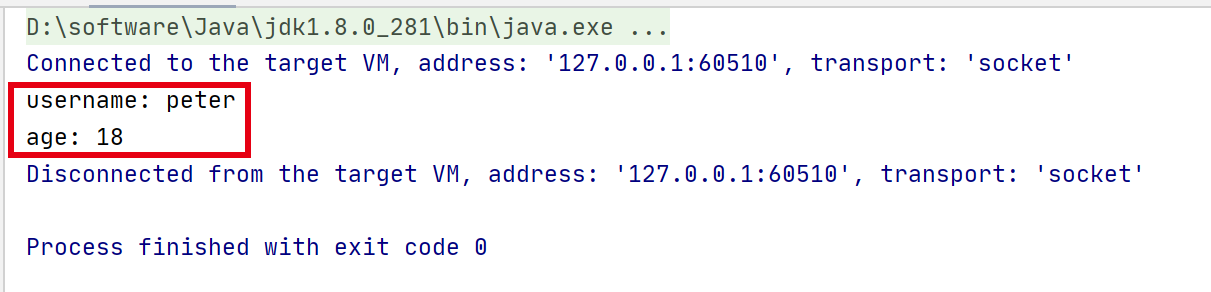 D:\software\Java\jdk1.8.0_281\bin\java.exe ...
Connected to the target VM, address: '127.0.0.1:60510', transport: 'socket'
username: peter
age: 18
Disconnected from the target VM, address: '127.0.0.1:60510', transport: 'socket'
Process finished with exit code 0